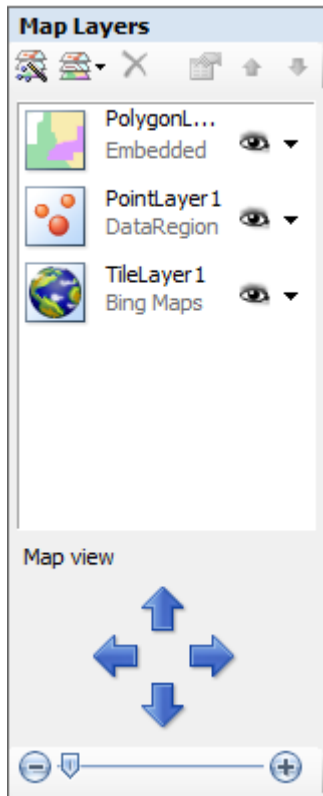 Map Layers
PolygonL...
Embedded
PointLayer1
DataRegion
TileLayer1
Bing Maps
Map view